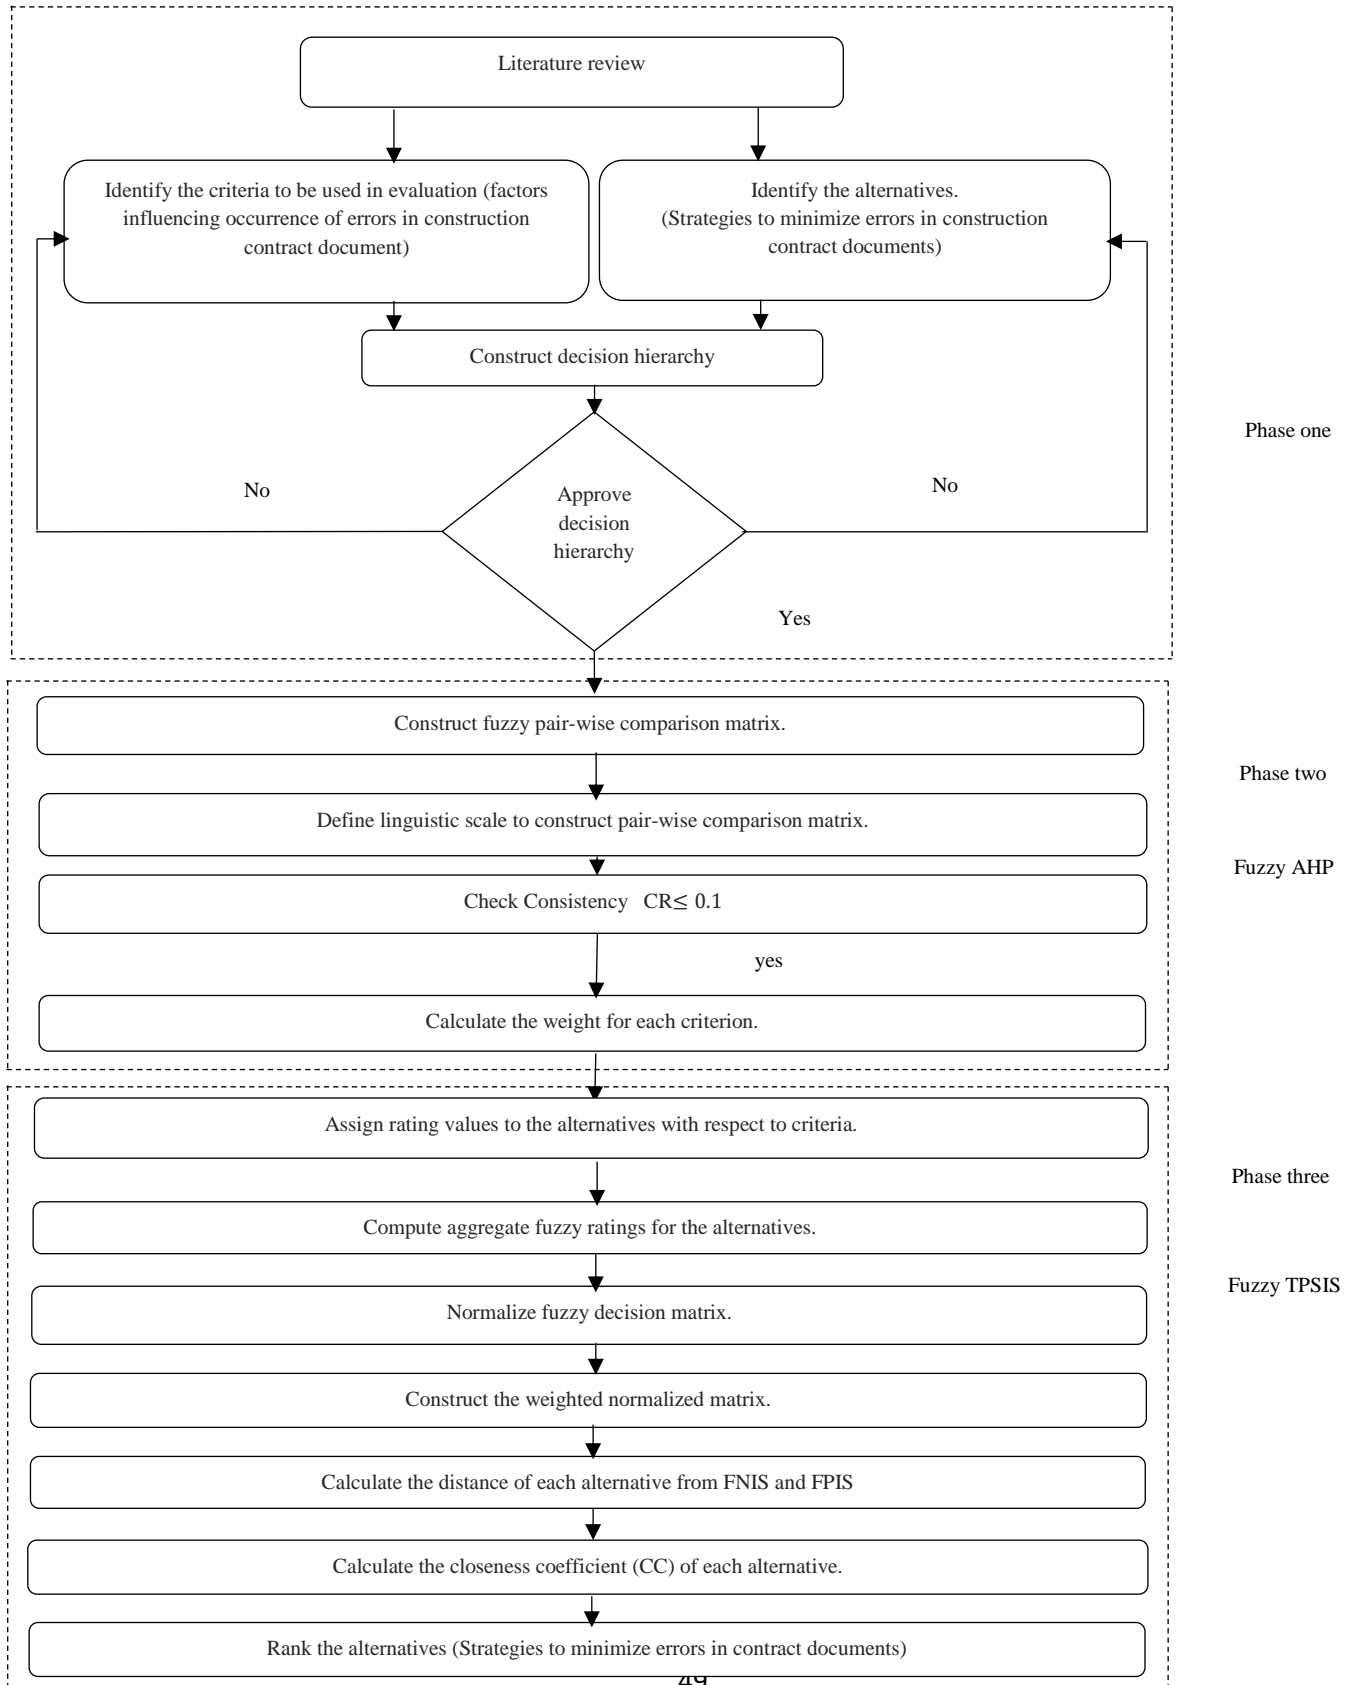 Literature review
Identify the criteria to be used in evaluation (factors
influencing occurrence of errors in construction
contract document)
Identify the alternatives.
(Strategies to minimize errors in construction
contract documents)
Construct decision hierarchy
Phase one
No
No
Approve
decision
hierarchy
Yes
Construct fuzzy pair-wise comparison matrix.
Phase two
Define linguistic scale to construct pair-wise comparison matrix.
Fuzzy AHP
Check Consistency CR≤ 0.1
yes
Calculate the weight for each criterion.
Assign rating values to the alternatives with respect to criteria.
Phase three
Compute aggregate fuzzy ratings for the alternatives.
Fuzzy TPSIS
Normalize fuzzy decision matrix.
Construct the weighted normalized matrix.
Calculate the distance of each alternative from FNIS and FPIS
Calculate the closeness coefficient (CC) of each alternative.
Rank the alternatives (Strategies to minimize errors in contract documents)
49